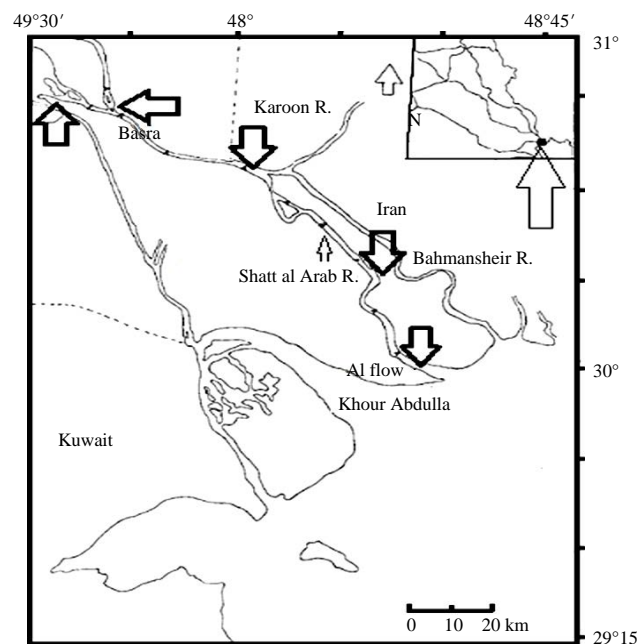 49°30' 48° 48°45'
31°
Karoon R.
N
Basra
Iran
Bahmansheir R.
Shatt al Arab R.
30°
Al flow
Khour Abdulla
Kuwait
0 10 20 km
29°15